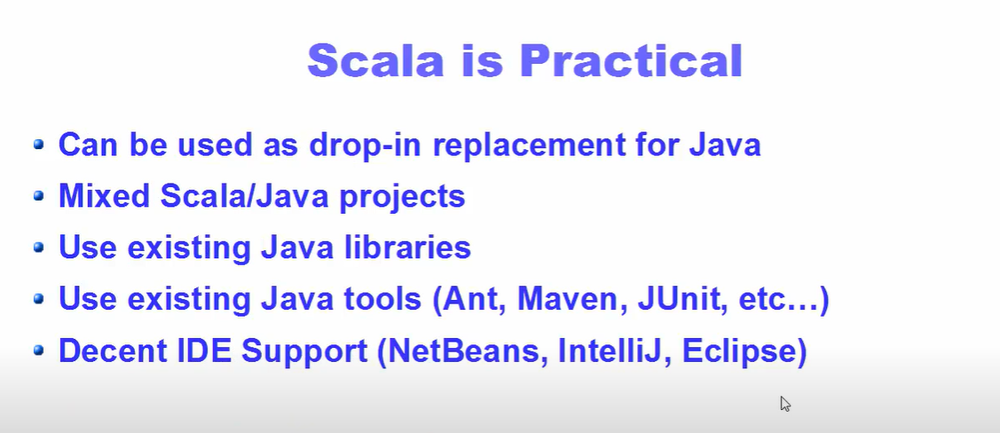 Scala is Practical
Can be used as drop-in replacement for Java
Mixed Scala/Java projects
Use existing Java libraries
Use existing Java tools (Ant, Maven, JUnit, etc…)
Decent IDE Support (NetBeans, IntelliJ, Eclipse)